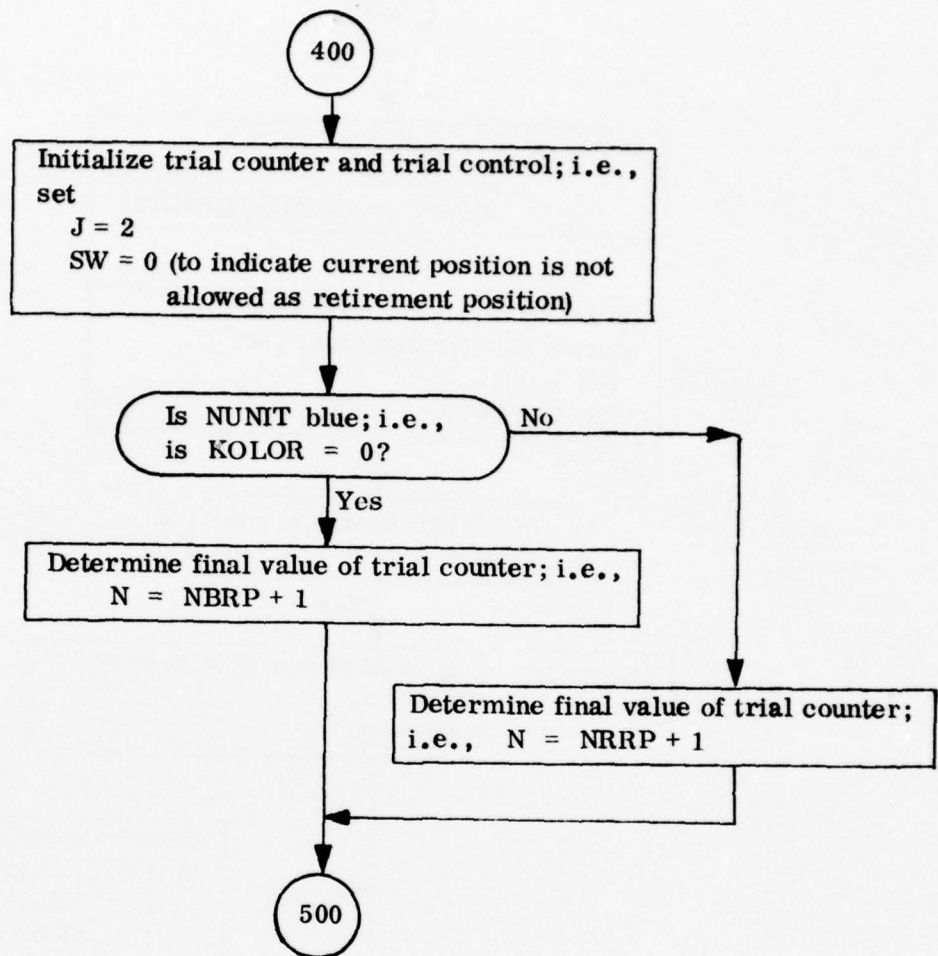 400
Initialize trial counter and trial control; i.e.,
set
J = 2
SW = 0 (to indicate current position is not
allowed as retirement position)
Is NUNIT blue; i.e.,
is KOLOR = 0?
No
Yes
Determine final value of trial counter; i.e.,
N = NBRP + 1
Determine final value of trial counter;
i.e., N = NRRP + 1
500